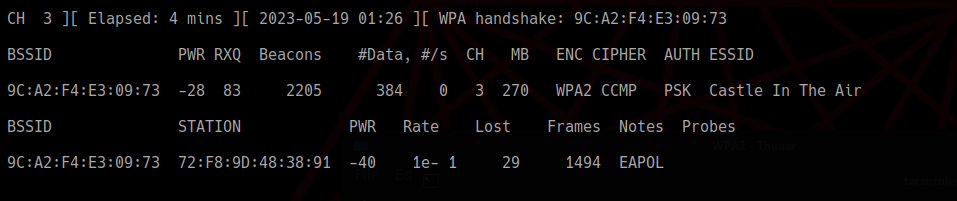 CH  3 ][ Elapsed: 4 mins ][ 2023-05-19 01:26 ][ WPA handshake: 9C:A2:F4:E3:09:73
BSSID              PWR RXQ  Beacons    #Data, #/s  CH   MB   ENC CIPHER  AUTH ESSID
9C:A2:F4:E3:09:73  -28  83     2205      384    0   3  270   WPA2 CCMP   PSK  Castle In The Air
BSSID              STATION            PWR   Rate    Lost    Frames  Notes  Probes
9C:A2:F4:E3:09:73  72:F8:9D:48:38:91  -40    1e- 1     29     1494  EAPOL